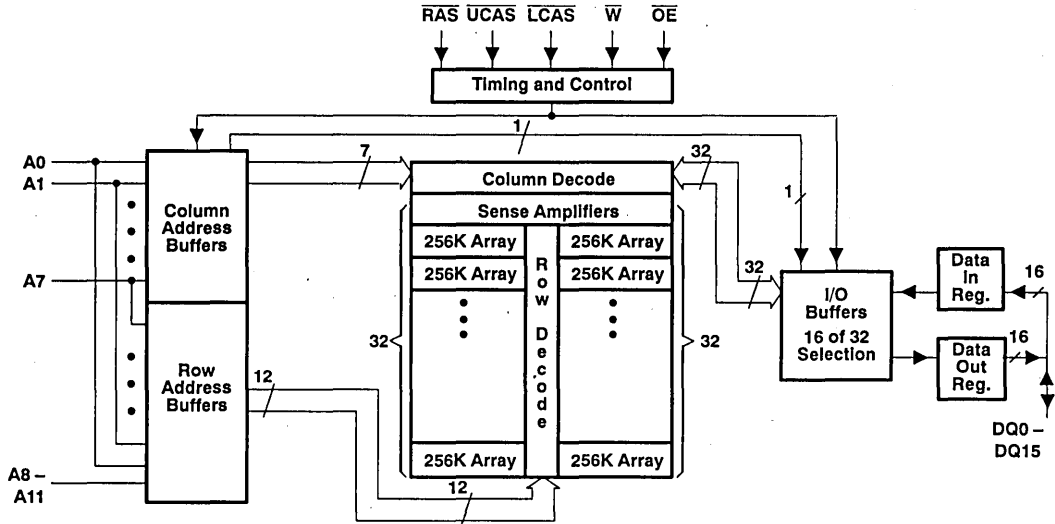 RAS UCAS LCAS W OE
Timing and Control
1
A0
A1
A7
A8 –
A11
Column
Address
Buffers
Row
Address
Buffers
7
12
12
Column Decode
Sense Amplifiers
256K Array
256K Array
256K Array
256K Array
256K Array
256K Array
Row Decode
32
32
32
32
1
I/O
Buffers
16 of 32
Selection
Data
In
Reg.
16
Data
Out
Reg.
16
DQ0 –
DQ15